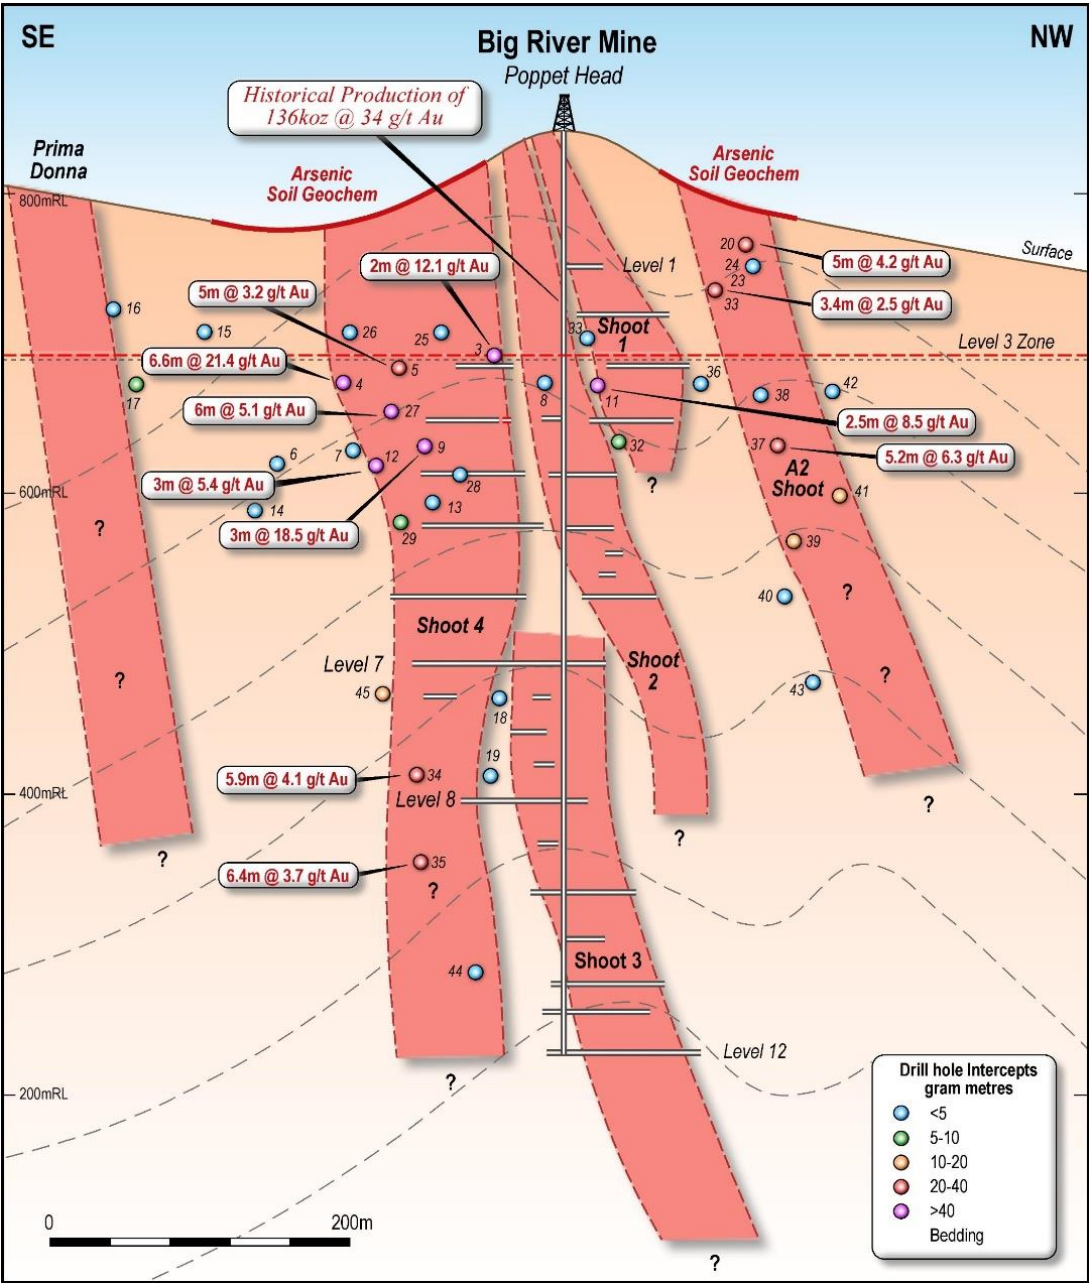 SE
Big River Mine
NW
Poppet Head
Historical Production of
136koz @ 34 g/t Au
Prima
Donna
Arsenic
Soil Geochem
Arsenic
Soil Geochem
800mRL
Surface
20
5m @ 4.2 g/t Au
24
23
33
3.4m @ 2.5 g/t Au
2m @ 12.1 g/t Au
Level 1
5m @ 3.2 g/t Au
16
15
26
25
33
Shoot
1
Level 3 Zone
3
6.6m @ 21.4 g/t Au
4
5
17
8
11
36
38
42
6m @ 5.1 g/t Au
27
2.5m @ 8.5 g/t Au
32
37
5.2m @ 6.3 g/t Au
6
7
12
9
A2
Shoot
3m @ 5.4 g/t Au
28
?
41
600mRL
14
13
?
3m @ 18.5 g/t Au
29
39
40
?
Shoot 4
Level 7
Shoot
2
?
?
45
18
43
19
5.9m @ 4.1 g/t Au
34
400mRL
Level 8
?
?
?
6.4m @ 3.7 g/t Au
35
?
44
Shoot 3
Level 12
?
200mRL
Drill hole Intercepts
gram metres
<5
5-10
10-20
20-40
>40
Bedding
0
200m
?